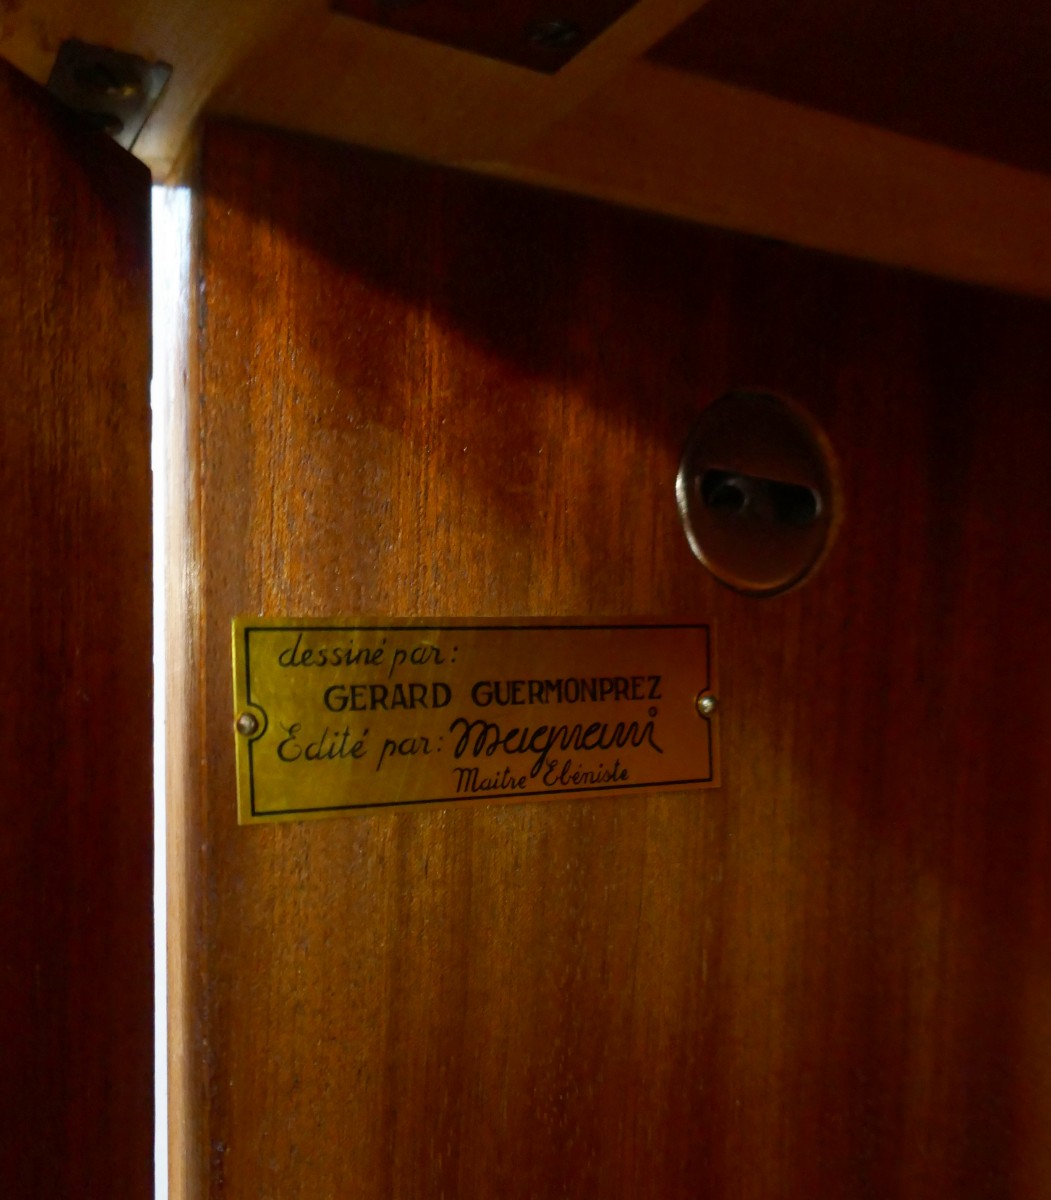 dessiné par:
GERARD GUERMONPREZ
Edité par: Magnani
Maitre Ebéniste